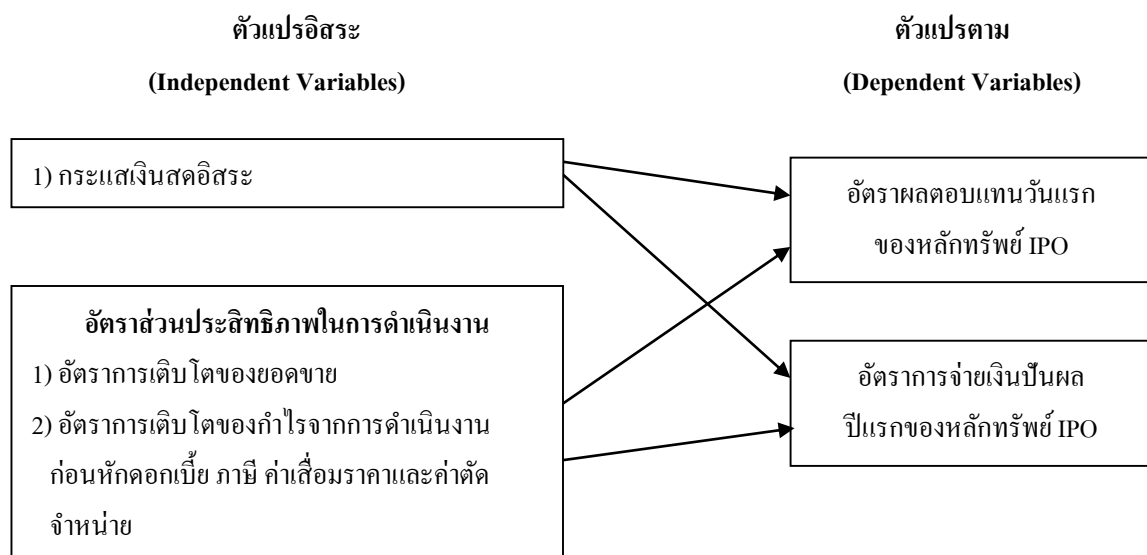 ตัวแปรอิสระ
(Independent Variables)
ตัวแปรตาม
(Dependent Variables)
1) กระแสเงินสดอิสระ
อัตราส่วนประสิทธิภาพในการดำเนินงาน
1) อัตราการเติบโตของยอดขาย
2) อัตราการเติบโตของกำไรจากการดำเนินงาน
ก่อนหักดอกเบี้ย ภาษี ค่าเสื่อมราคาและค่าตัด
จำหน่าย
อัตราผลตอบแทนวันแรก
ของหลักทรัพย์ IPO
อัตราการจ่ายเงินปันผล
ปีแรกของหลักทรัพย์ IPO